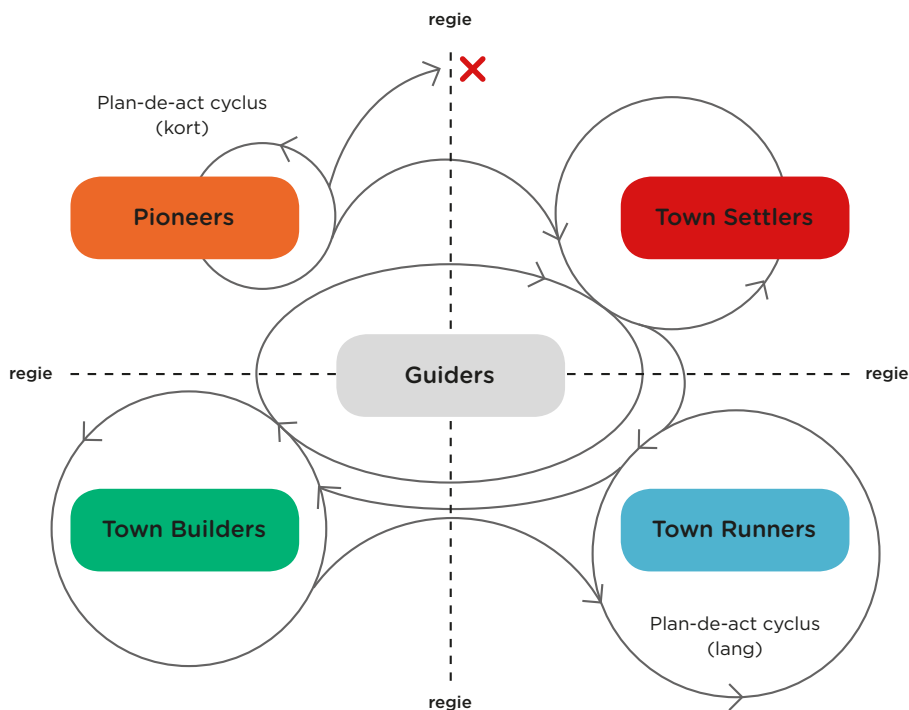 regie
Plan-de-act cyclus
(kort)
Pioneers
Town Settlers
regie
Guiders
regie
Town Builders
Town Runners
Plan-de-act cyclus
(lang)
regie